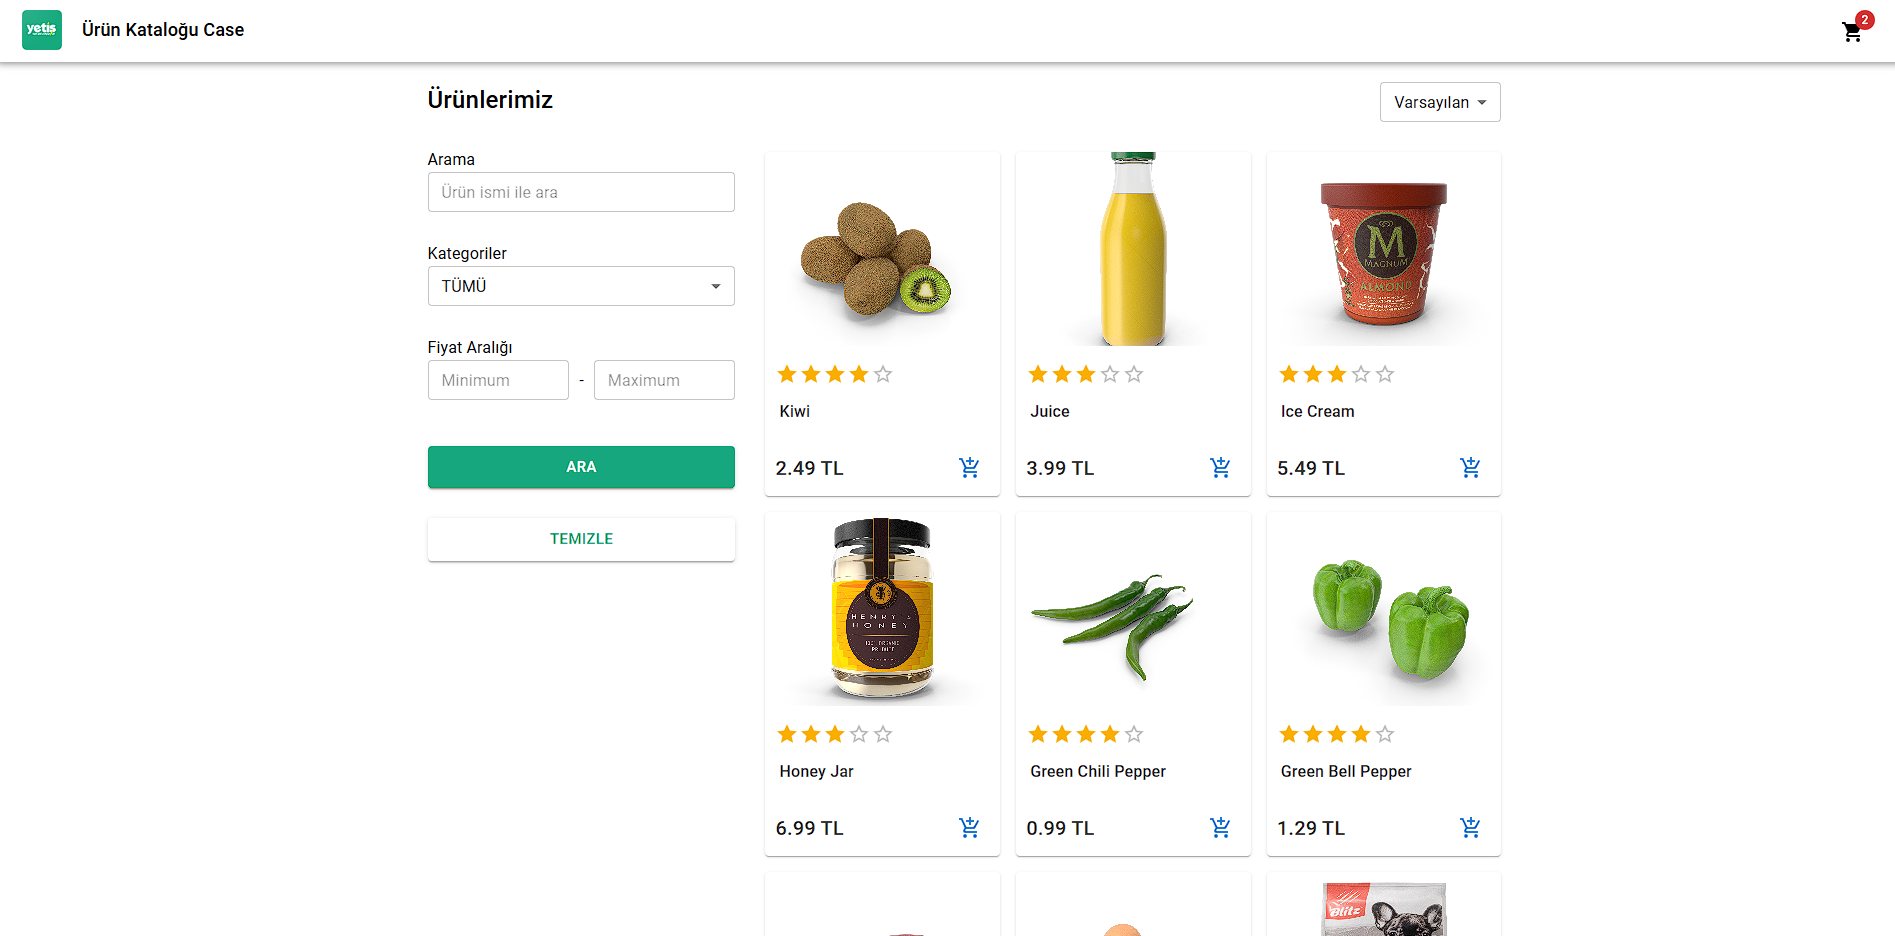 yetis
Ürün Kataloğu Case
2
Ürünlerimiz
Varsayılan
Arama
Ürün ismi ile ara
Kategoriler
TÜMÜ
Fiyat Aralığı
Minimum
-
Maximum
ARA
TEMIZLE
M
MAGNUM
ALMOND
Kiwi
Juice
Ice Cream
2.49 TL
3.99 TL
5.49 TL
HENRY'S
HONEY
Honey Jar
Green Chili Pepper
Green Bell Pepper
6.99 TL
0.99 TL
1.29 TL
Blitz